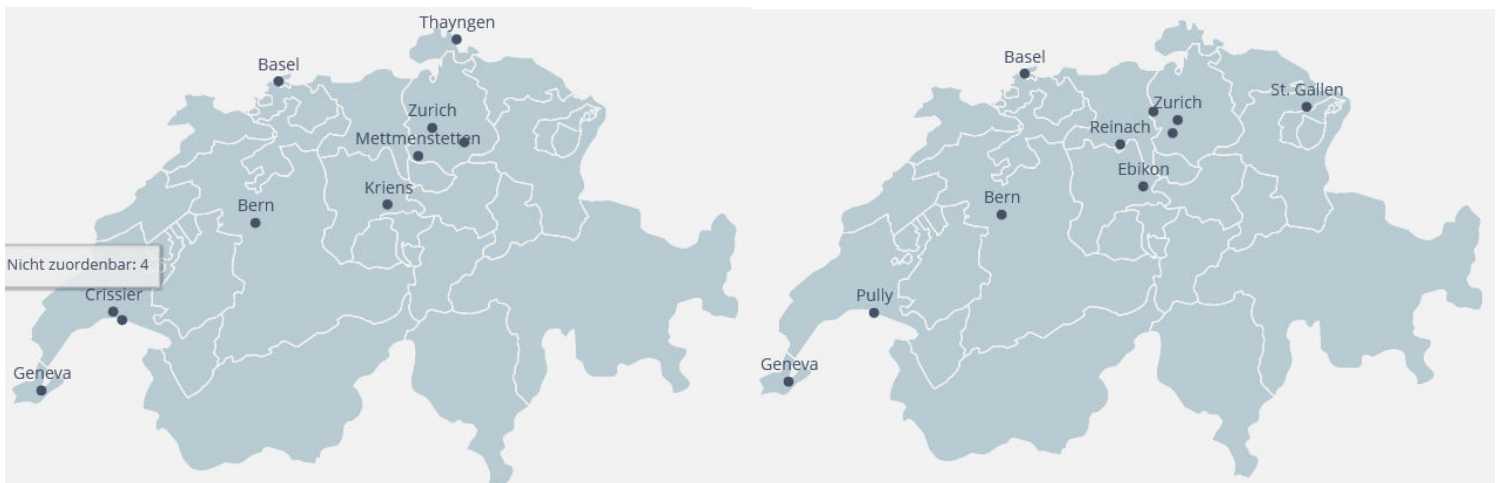 Thayngen
Basel
Zurich
Mettmenstetten
Kriens
Bern
Nicht zuordenbar: 4
Crissier
Geneva
Basel
St. Gallen
Zurich
Reinach
Ebikon
Bern
Pully
Geneva